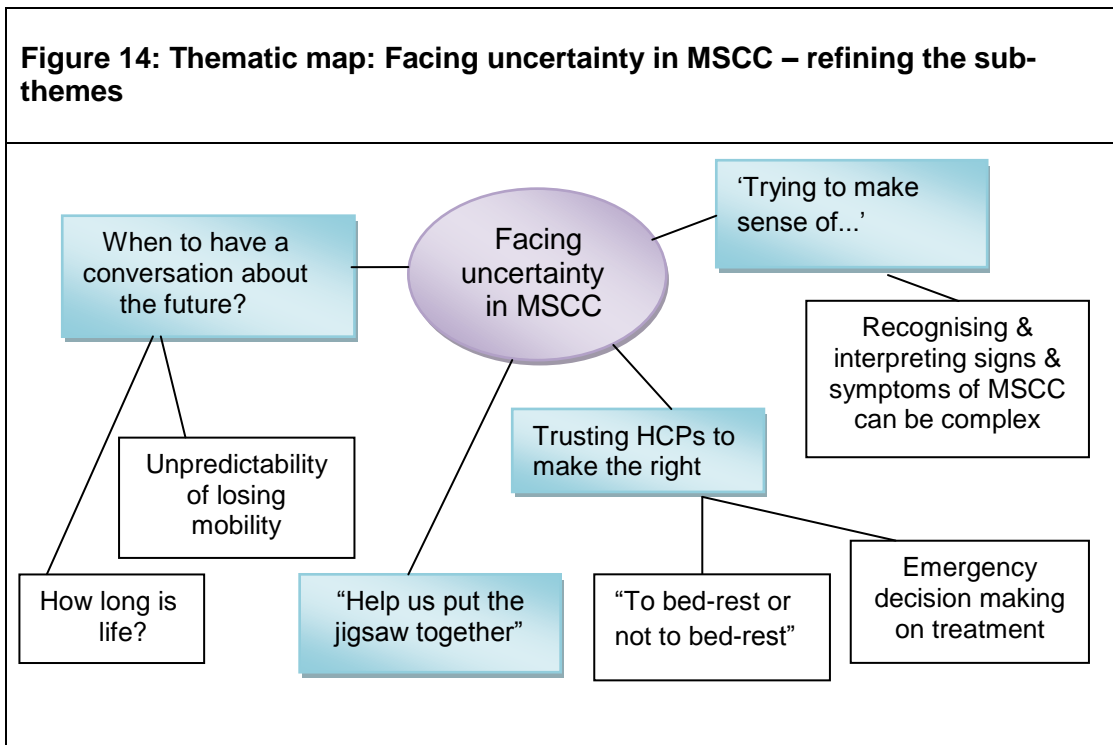 Figure 14: Thematic map: Facing uncertainty in MSCC – refining the sub-
themes
When to have a
conversation about
the future?
Facing
uncertainty
in MSCC
‘Trying to make
sense of...’
Recognising &
interpreting signs &
symptoms of MSCC
can be complex
Trusting HCPs to
make the right
Unpredictability
of losing
mobility
How long is
life?
“Help us put the
jigsaw together”
“To bed-rest or
not to bed-rest”
Emergency
decision making
on treatment